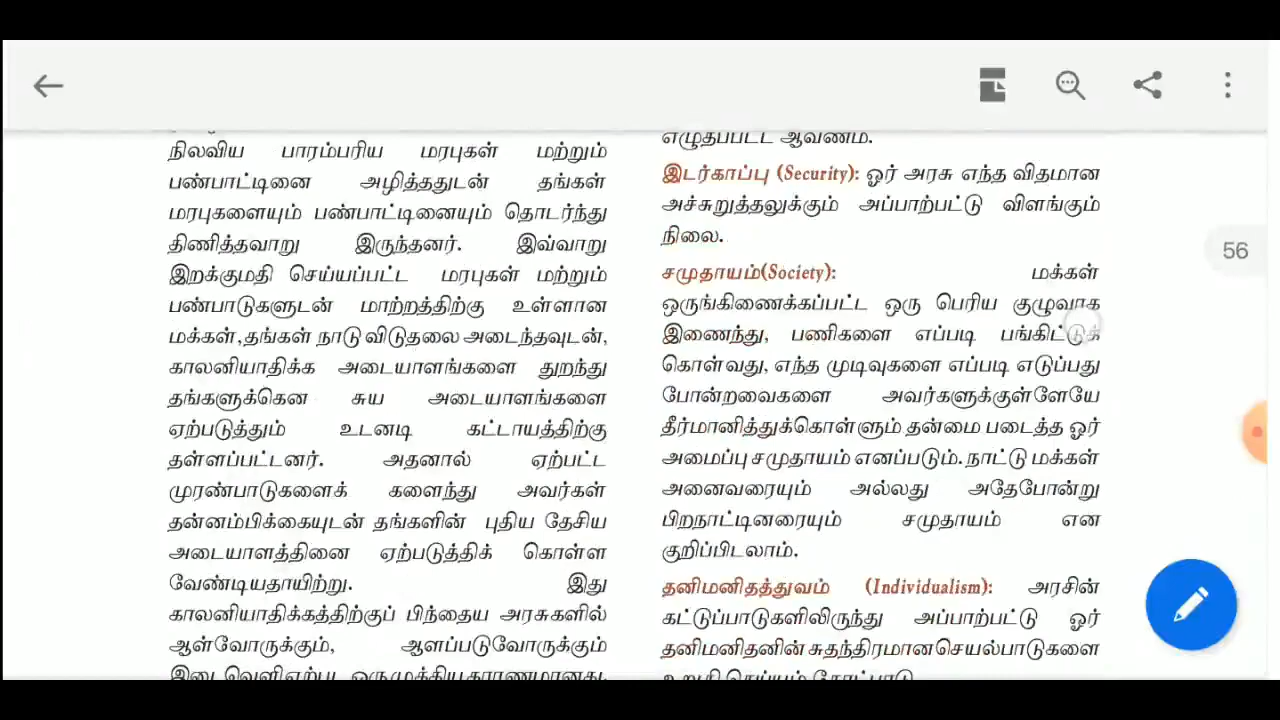 நிலவிய பாரம்பரிய மரபுகள் மற்றும்
பண்பாட்டினை அழித்ததுடன் தங்கள்
மரபுகளையும் பண்பாட்டினையும் தொடர்ந்து
திணித்தவாறு இருந்தனர். இவ்வாறு
இறக்குமதி செய்யப்பட்ட மரபுகள் மற்றும்
பண்பாடுகளுடன் மாற்றத்திற்கு உள்ளான
மக்கள், தங்கள் நாடு விடுதலை அடைந்தவுடன்,
காலனியாதிக்க அடையாளங்களை துறந்து
தங்களுக்கென சுய அடையாளங்களை
ஏற்படுத்தும் உடனடி கட்டாயத்திற்கு
தள்ளப்பட்டனர். அதனால் ஏற்பட்ட
முரண்பாடுகளைக் களைந்து அவர்கள்
தன்னம்பிக்கையுடன் தங்களின் புதிய தேசிய
அடையாளத்தினை ஏற்படுத்திக் கொள்ள
வேண்டியதாயிற்று. இது
காலனியாதிக்கத்திற்குப் பிந்தைய அரசுகளில்
ஆள்வோருக்கும், ஆளப்படுவோருக்கும்
இடைவெளி ஏற்பட ஒரு முக்கிய காரணமானது.
எழுதப்பட்ட ஆவணம்.
இடர்காப்பு (Security): ஓர் அரசு எந்த விதமான
அச்சுறுத்தலுக்கும் அப்பாற்பட்டு விளங்கும்
நிலை.
சமுதாயம்(Society): மக்கள்
ஒருங்கிணைக்கப்பட்ட ஒரு பெரிய குழுவாக
இணைந்து, பணிகளை எப்படி பங்கிட்டுக்
கொள்வது, எந்த முடிவுகளை எப்படி எடுப்பது
போன்றவைகளை அவர்களுக்குள்ளேயே
தீர்மானித்துக்கொள்ளும் தன்மை படைத்த ஓர்
அமைப்பு சமுதாயம் எனப்படும். நாட்டு மக்கள்
அனைவரையும் அல்லது அதேபோன்று
பிறநாட்டினரையும் சமுதாயம் என
குறிப்பிடலாம்.
தனிமனிதத்துவம் (Individualism): அரசின்
கட்டுப்பாடுகளிலிருந்து அப்பாற்பட்டு ஓர்
தனிமனிதனின் சுதந்திரமான செயல்பாடுகளை
உறுதி செய்யும் கோட்பாடு.
56